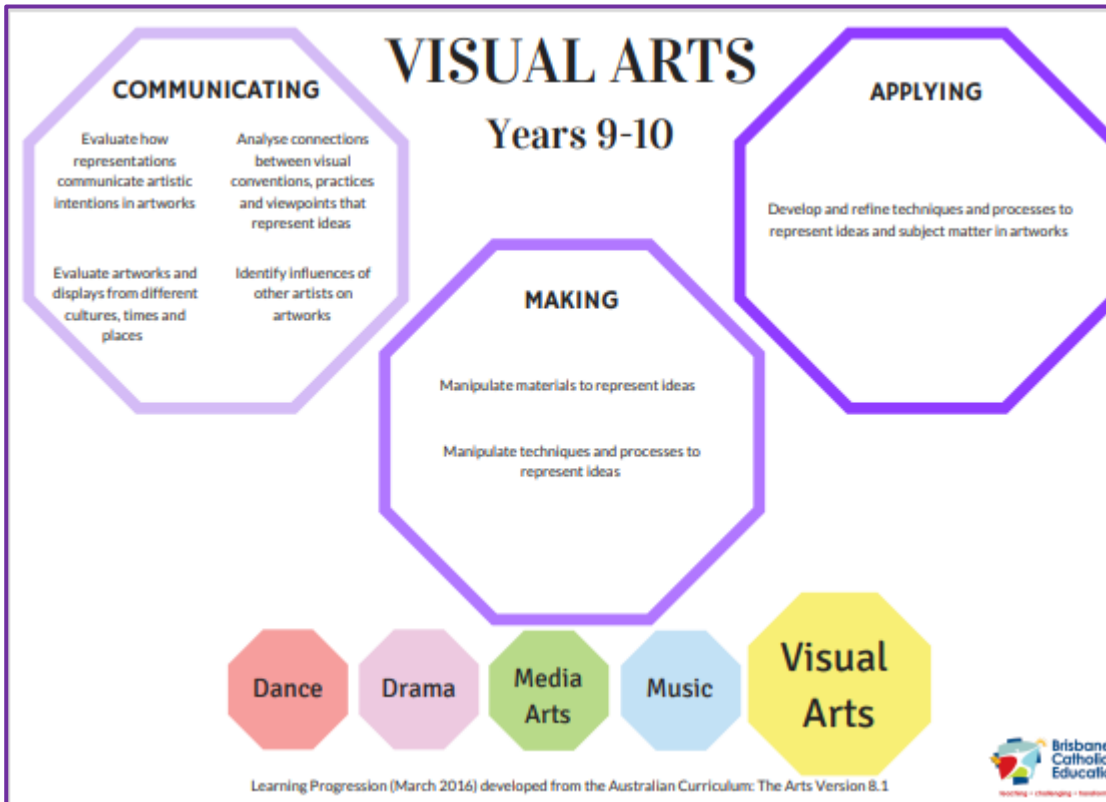 VISUAL ARTS
Years 9-10
COMMUNICATING
Evaluate how
representations
communicate artistic
intentions in artworks
Analyse connections
between visual
conventions, practices
and viewpoints that
represent ideas
Evaluate artworks and
displays from different
cultures, times and
places
Identify influences of
other artists on
artworks
MAKING
Manipulate materials to represent ideas
Manipulate techniques and processes to
represent ideas
APPLYING
Develop and refine techniques and processes to
represent ideas and subject matter in artworks
Dance
Drama
Media
Arts
Music
Visual
Arts
Brisbane
Catholic
Educatio
teaching • challenging •
Learning Progression (March 2016) developed from the Australian Curriculum: The Arts Version 8.1